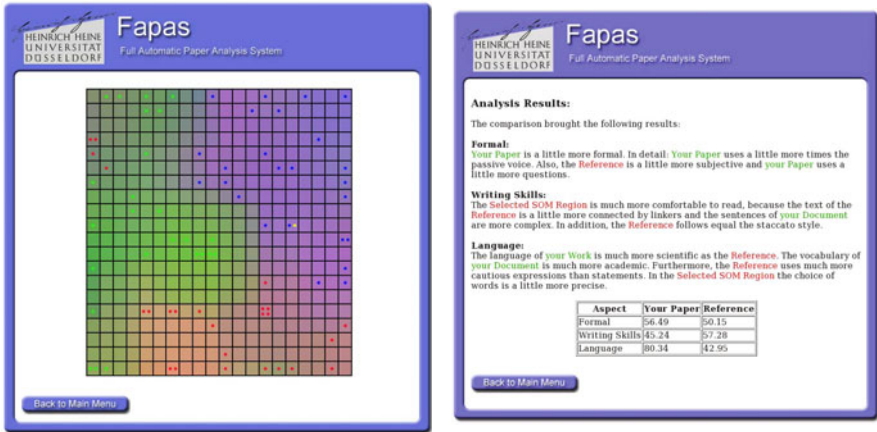 HEINRICH HEINE
UNIVERSITÄT
DÜSSELDORF
Fapas
Full Automatic Paper Analysis System
Back to Main Menu
HEINRICH HEINE
UNIVERSITÄT
DÜSSELDORF
Fapas
Full Automatic Paper Analysis System
Analysis Results:
The comparison brought the following results:
Formal:
Your Paper is a little more formal. In detail: Your Paper uses a little more times the
passive voice. Also, the Reference is a little more subjective and your Paper uses a
little more questions.
Writing Skills:
The Selected SOM Region is much more comfortable to read, because the text of the
Reference is a little more connected by linkers and the sentences of your Document
are more complex. In addition, the Reference follows equal the staccato style.
Language:
The language of your Work is much more scientific as the Reference. The vocabulary of
your Document is much more academic. Furthermore, the Reference uses much more
cautious expressions than statements. In the Selected SOM Region the choice of
words is a little more precise.
Aspect Your Paper Reference
Formal 56.49 50.15
Writing Skills 45.24 57.28
Language 80.34 42.95
Back to Main Menu